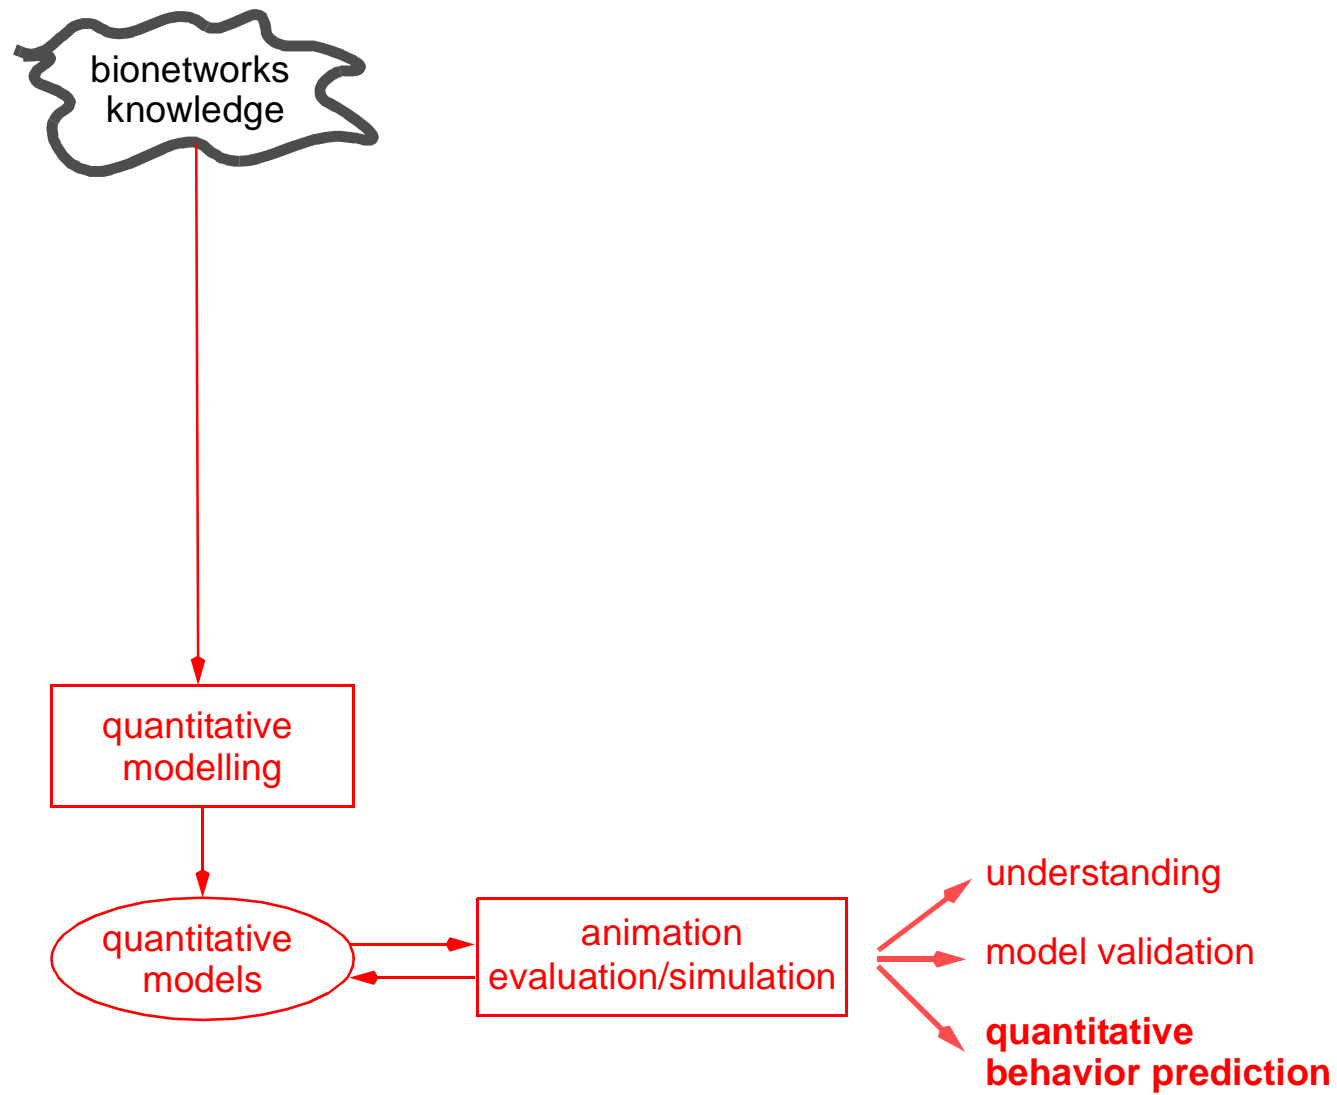 bionetworks
knowledge
quantitative
modelling
quantitative
models
animation
evaluation/simulation
understanding
model validation
quantitative
behavior prediction